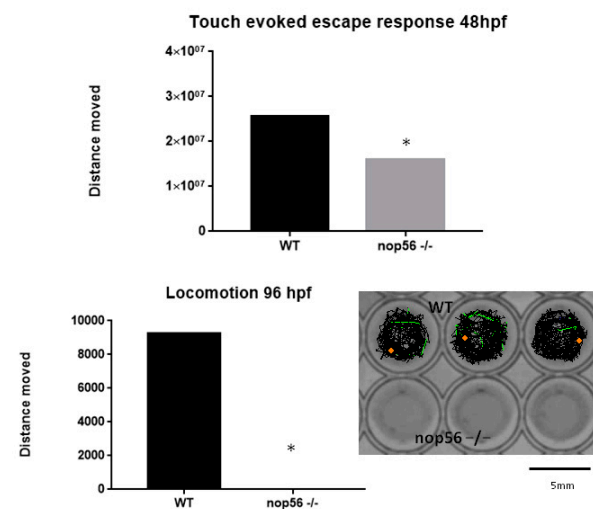 Touch evoked escape response 48hpf
4×10⁰⁷
3×10⁰⁷
2×10⁰⁷
1×10⁰⁷
0
Distance moved
*
WT
nop56 -/-
Locomotion 96 hpf
10000
8000
6000
4000
2000
0
Distance moved
*
WT
nop56 -/-
WT
nop56 –/–
5mm